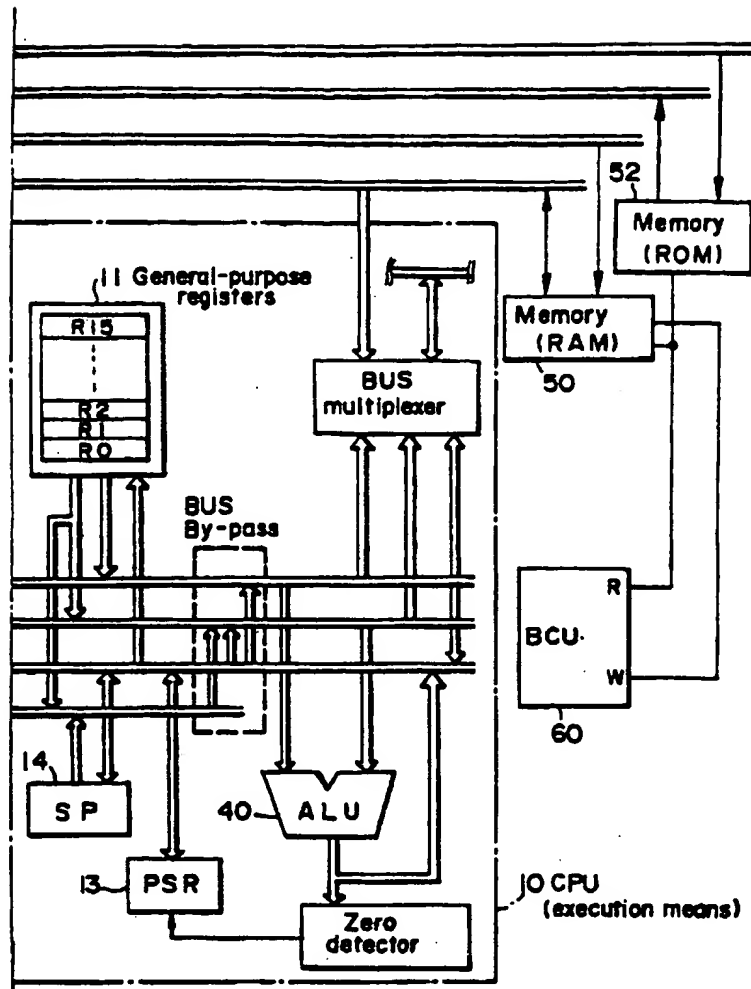 52
Memory
(ROM)
11 General-purpose
registers
R15
R2
R1
R0
BUS
multiplexer
Memory
(RAM)
50
BUS
By-pass
R
BCU
W
60
14
SP
40
ALU
13
PSR
Zero
detector
10 CPU
(execution means)